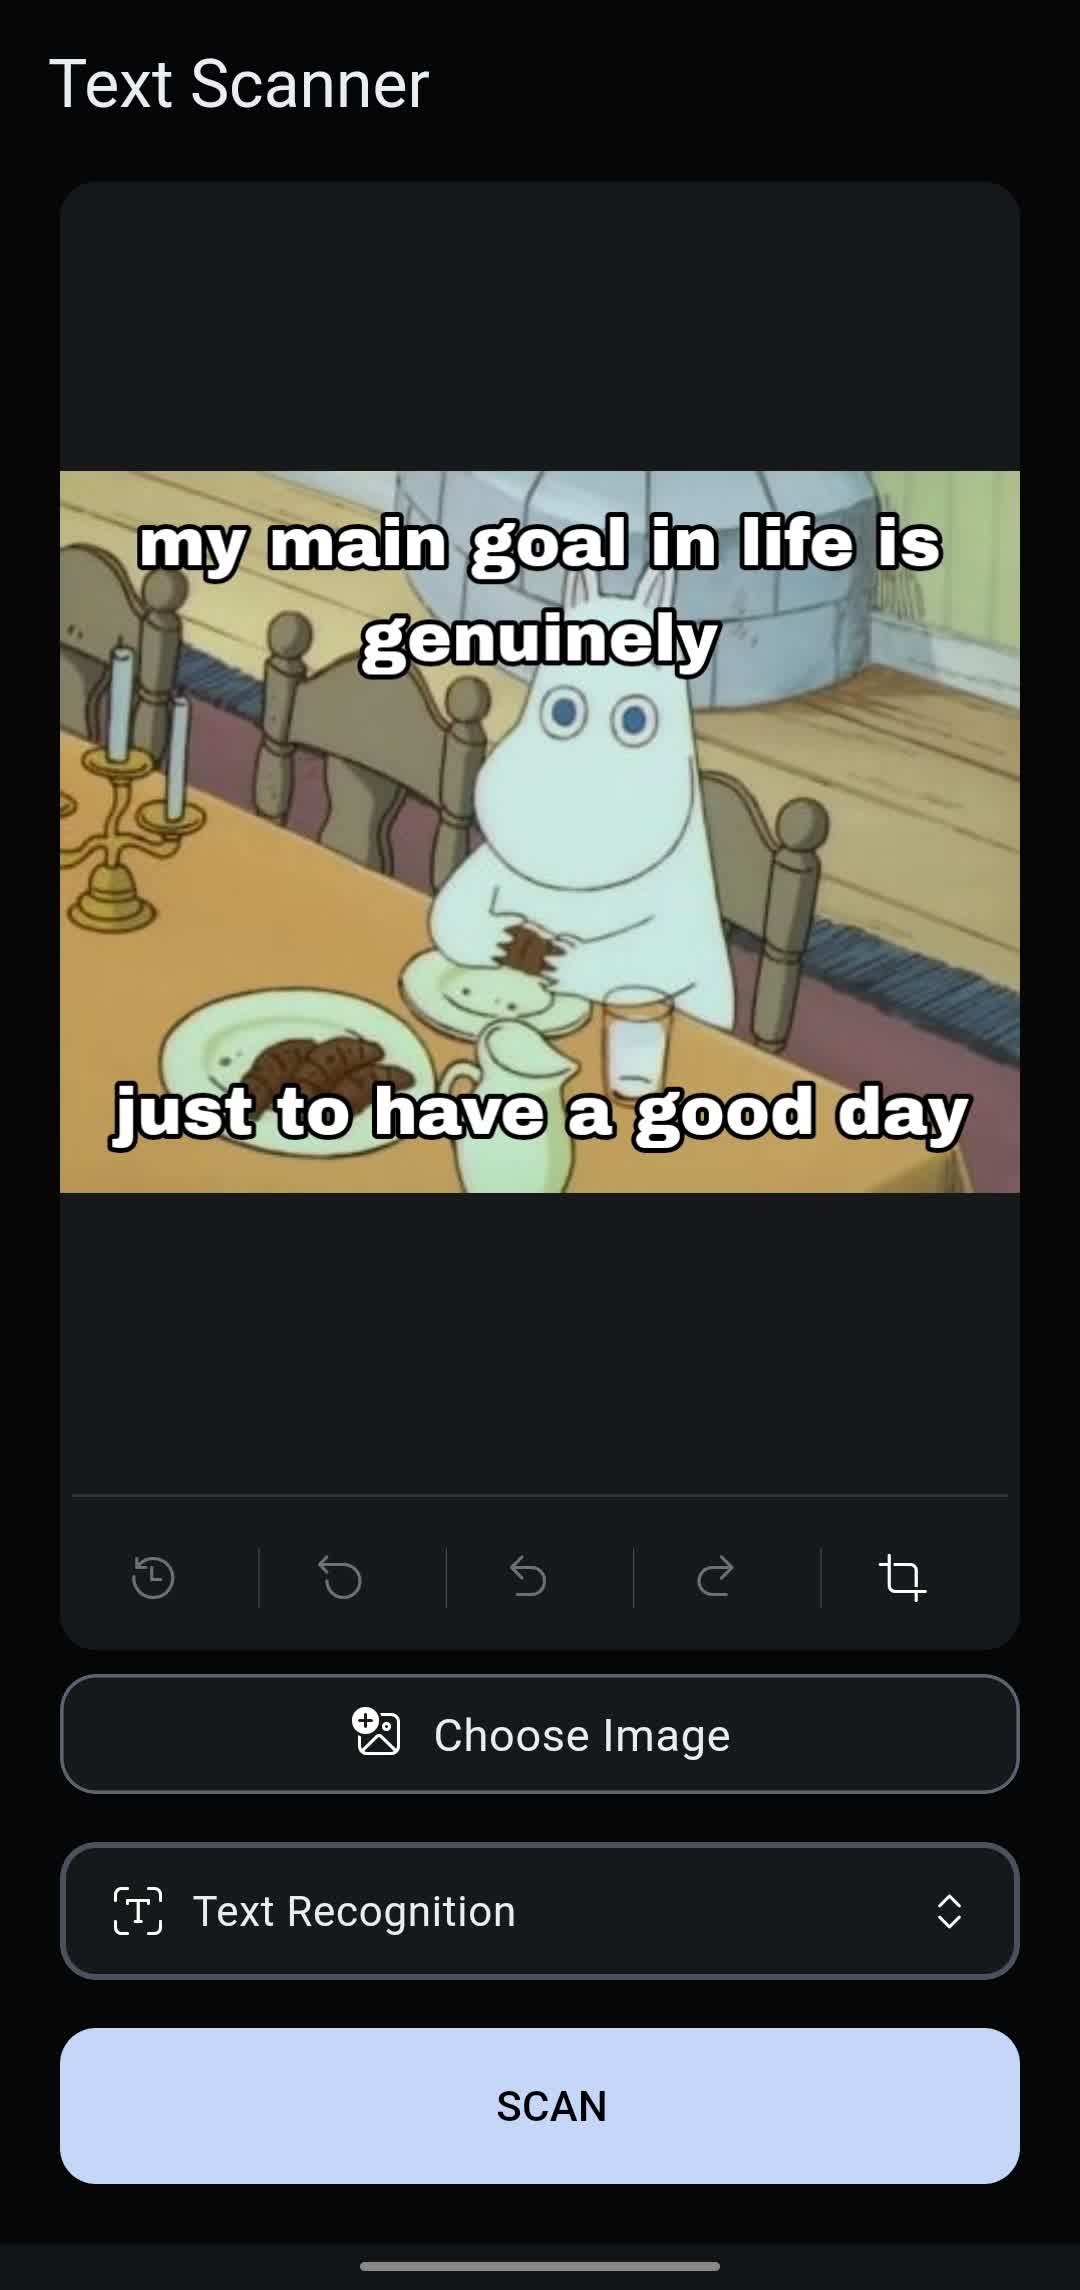 Text Scanner
my main goal in life is
genuinely
just to have a good day
Choose Image
Text Recognition
SCAN